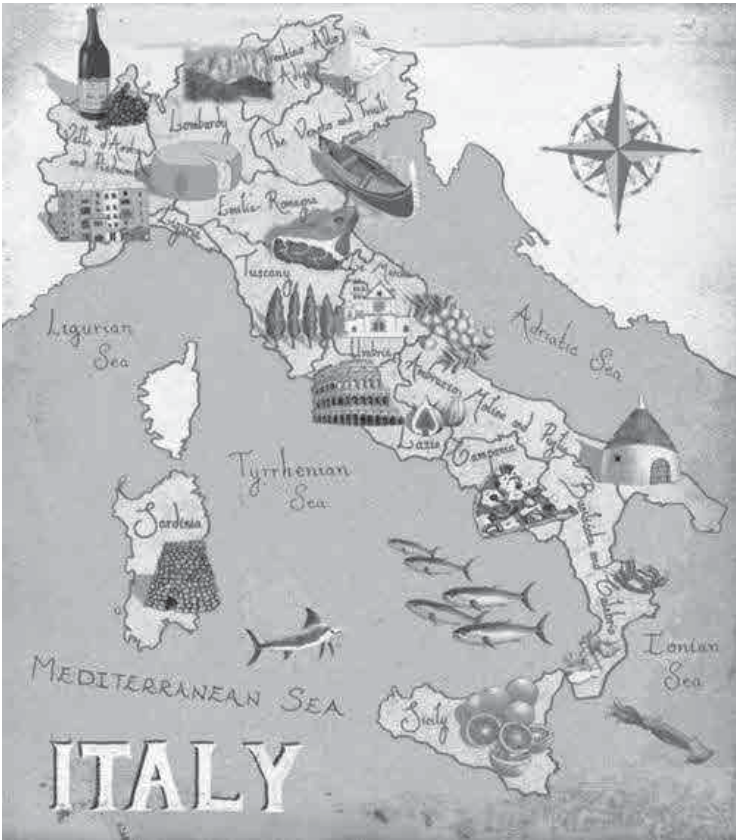 Trentino Alto
Adige
Lombardy
The Veneto and Friuli
Valle d'Aosta
and Piedmont
Emilia-Romagna
Liguria
Tuscany
Le Marche
Umbria
Ligurian
Sea
Adriatic Sea
Abruzzo Molise and Puglia
Lazio
Campania
Tyrrhenian
Sea
Sardinia
Basilicata and Calabria
Ionian
Sea
MEDITERRANEAN SEA
Sicily
ITALY